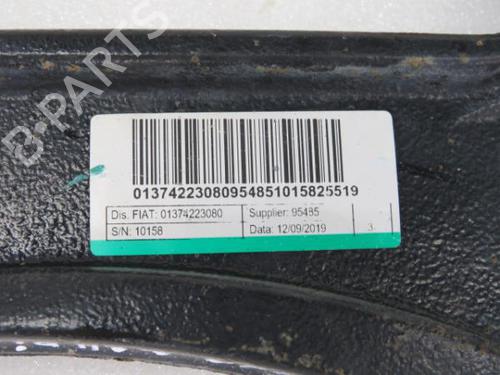 01374223080954851015825519
Dis. FIAT: 01374223080
Supplier: 95485
S/N: 10158
Data: 12/09/2019
3
B-PARTS